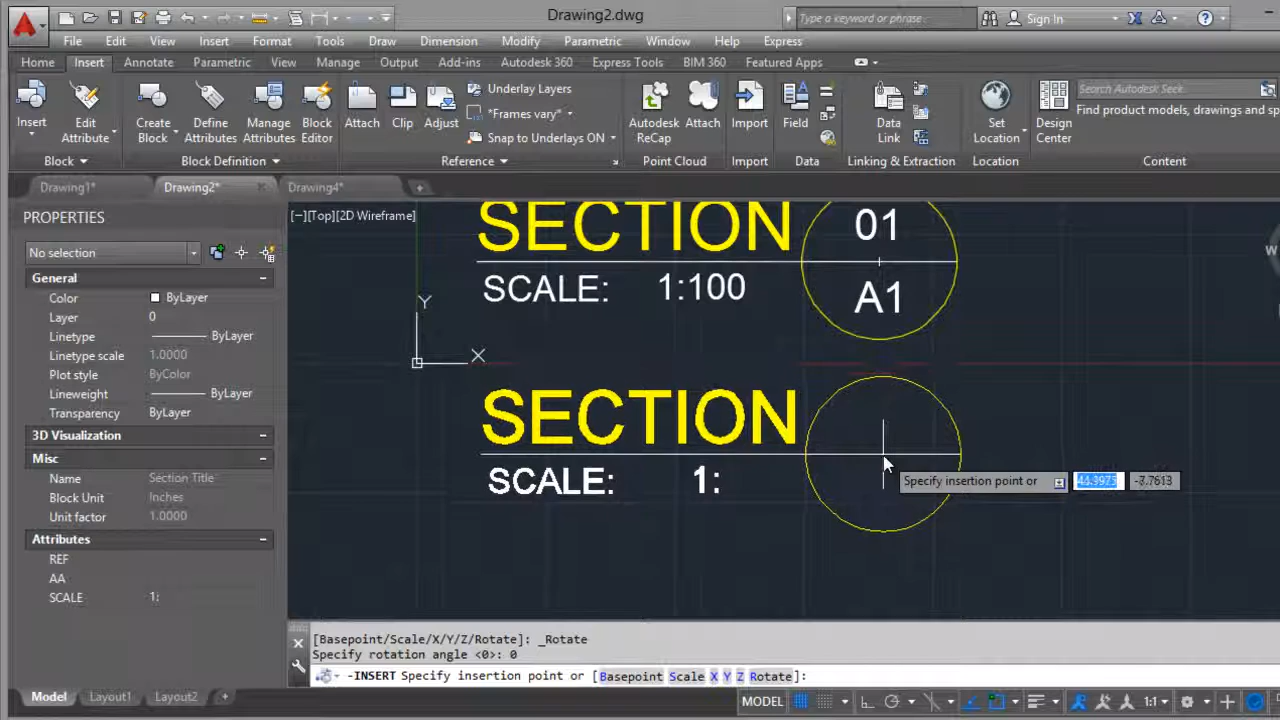 Drawing2.dwg
Type a keyword or phrase.
Sign In
File Edit View Insert Format Tools Draw Dimension Modify Parametric Window Help Express
Home Insert Annotate Parametric View Manage Output Add-ins Autodesk 360 Express Tools BIM 360 Featured Apps
Insert
Edit Attribute
Create Block
Define Attributes
Manage Attributes
Block Editor
Attach
Clip
Adjust
Underlay Layers
*Frames vary*
Snap to Underlays ON
Autodesk ReCap
Attach
Import
Field
Data Link
Set Location
Design Center
Search Autodesk Seek
Find product models, drawings and sp
Block
Block Definition
Reference
Point Cloud
Import
Data
Linking & Extraction
Location
Content
Drawing1*
Drawing2*
Drawing4*
PROPERTIES
No selection
General
Color ByLayer
Layer 0
Linetype ByLayer
Linetype scale 1.0000
Plot style ByColor
Lineweight ByLayer
Transparency ByLayer
3D Visualization
Misc
Name Section Title
Block Unit Inches
Unit factor 1.0000
Attributes
REF
AA
SCALE 1:
[−][Top][2D Wireframe]
SECTION 01
SCALE: 1:100 A1
Y
X
W
SECTION
SCALE: 1:
Specify insertion point or 44.3975 -7.7613
[Basepoint/Scale/X/Y/Z/Rotate]: _Rotate
Specify rotation angle <0>: 0
-INSERT Specify insertion point or [Basepoint Scale X Y Z Rotate]:
Model Layout1 Layout2 +
MODEL 1:1